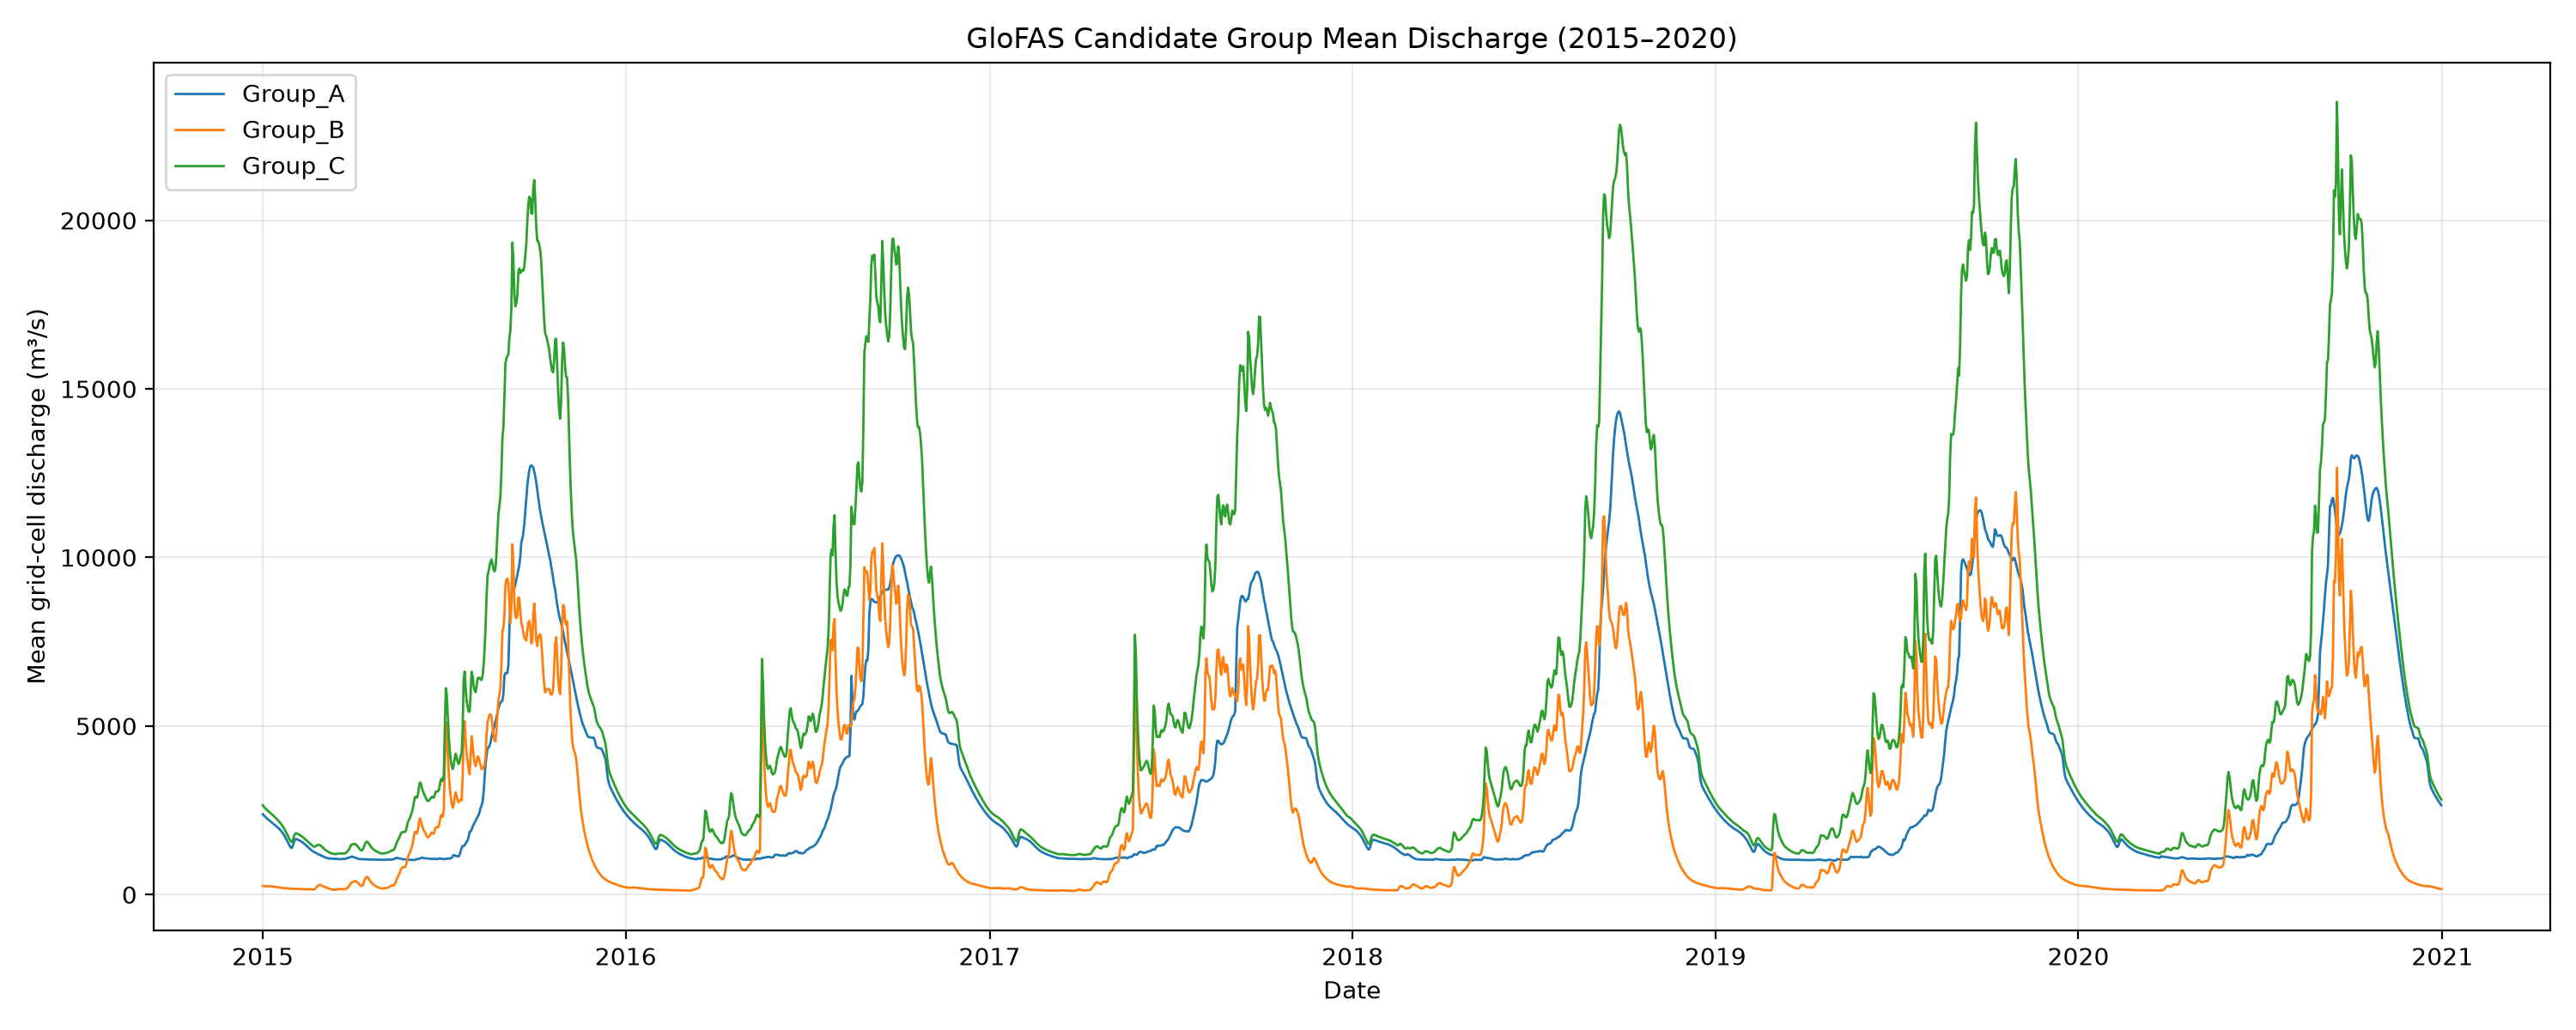 GloFAS Candidate Group Mean Discharge (2015–2020)
Group_A
Group_B
Group_C
Mean grid-cell discharge (m³/s)
20000
15000
10000
5000
0
2015 2016 2017 2018 2019 2020 2021
Date